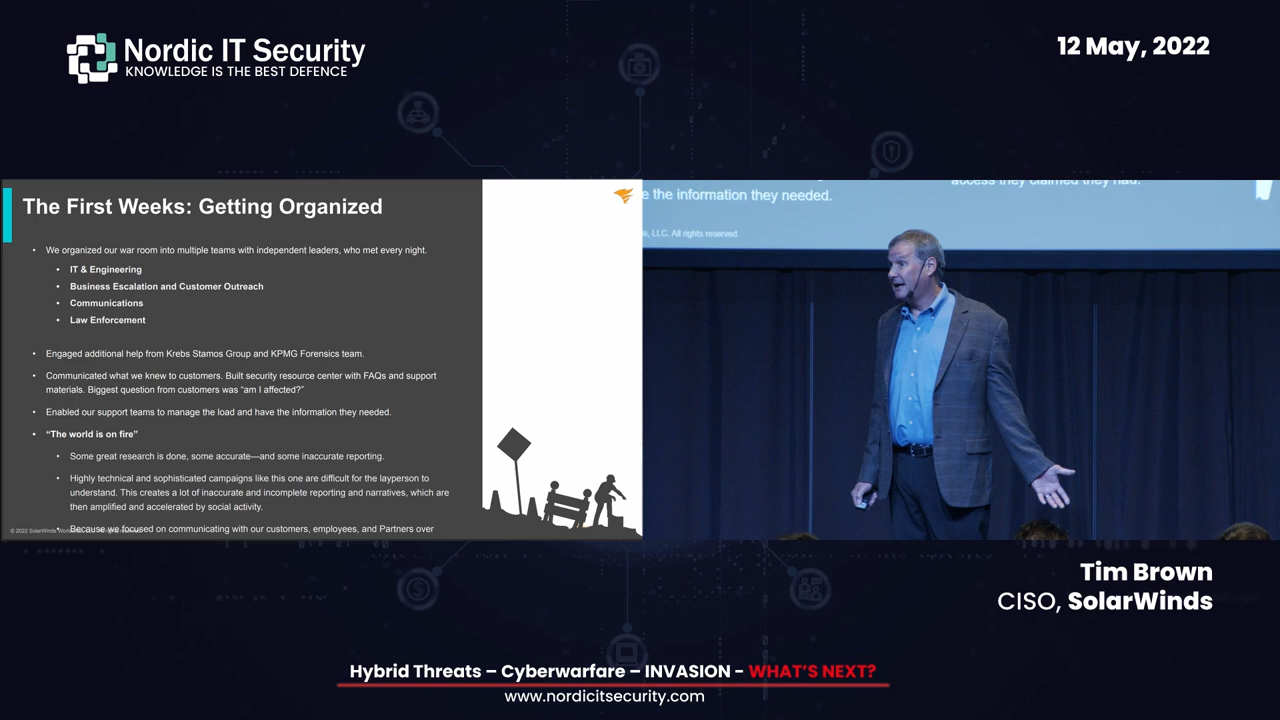 Nordic IT Security
KNOWLEDGE IS THE BEST DEFENCE
12 May, 2022
The First Weeks: Getting Organized
• We organized our war room into multiple teams with independent leaders, who met every night.
• IT & Engineering
• Business Escalation and Customer Outreach
• Communications
• Law Enforcement
• Engaged additional help from Krebs Stamos Group and KPMG Forensics team.
• Communicated what we knew to customers. Built security resource center with FAQs and support
materials. Biggest question from customers was “am I affected?”
• Enabled our support teams to manage the load and have the information they needed.
• “The world is on fire”
• Some great research is done, some accurate—and some inaccurate reporting.
• Highly technical and sophisticated campaigns like this one are difficult for the layperson to
understand. This creates a lot of inaccurate and incomplete reporting and narratives, which are
then amplified and accelerated by social activity.
• Because we focused on communicating with our customers, employees, and Partners over
© 2022 SolarWinds
access they claimed they had.
e the information they needed.
LLC. All rights reserved.
Tim Brown
CISO, SolarWinds
Hybrid Threats – Cyberwarfare – INVASION – WHAT'S NEXT?
www.nordicitsecurity.com